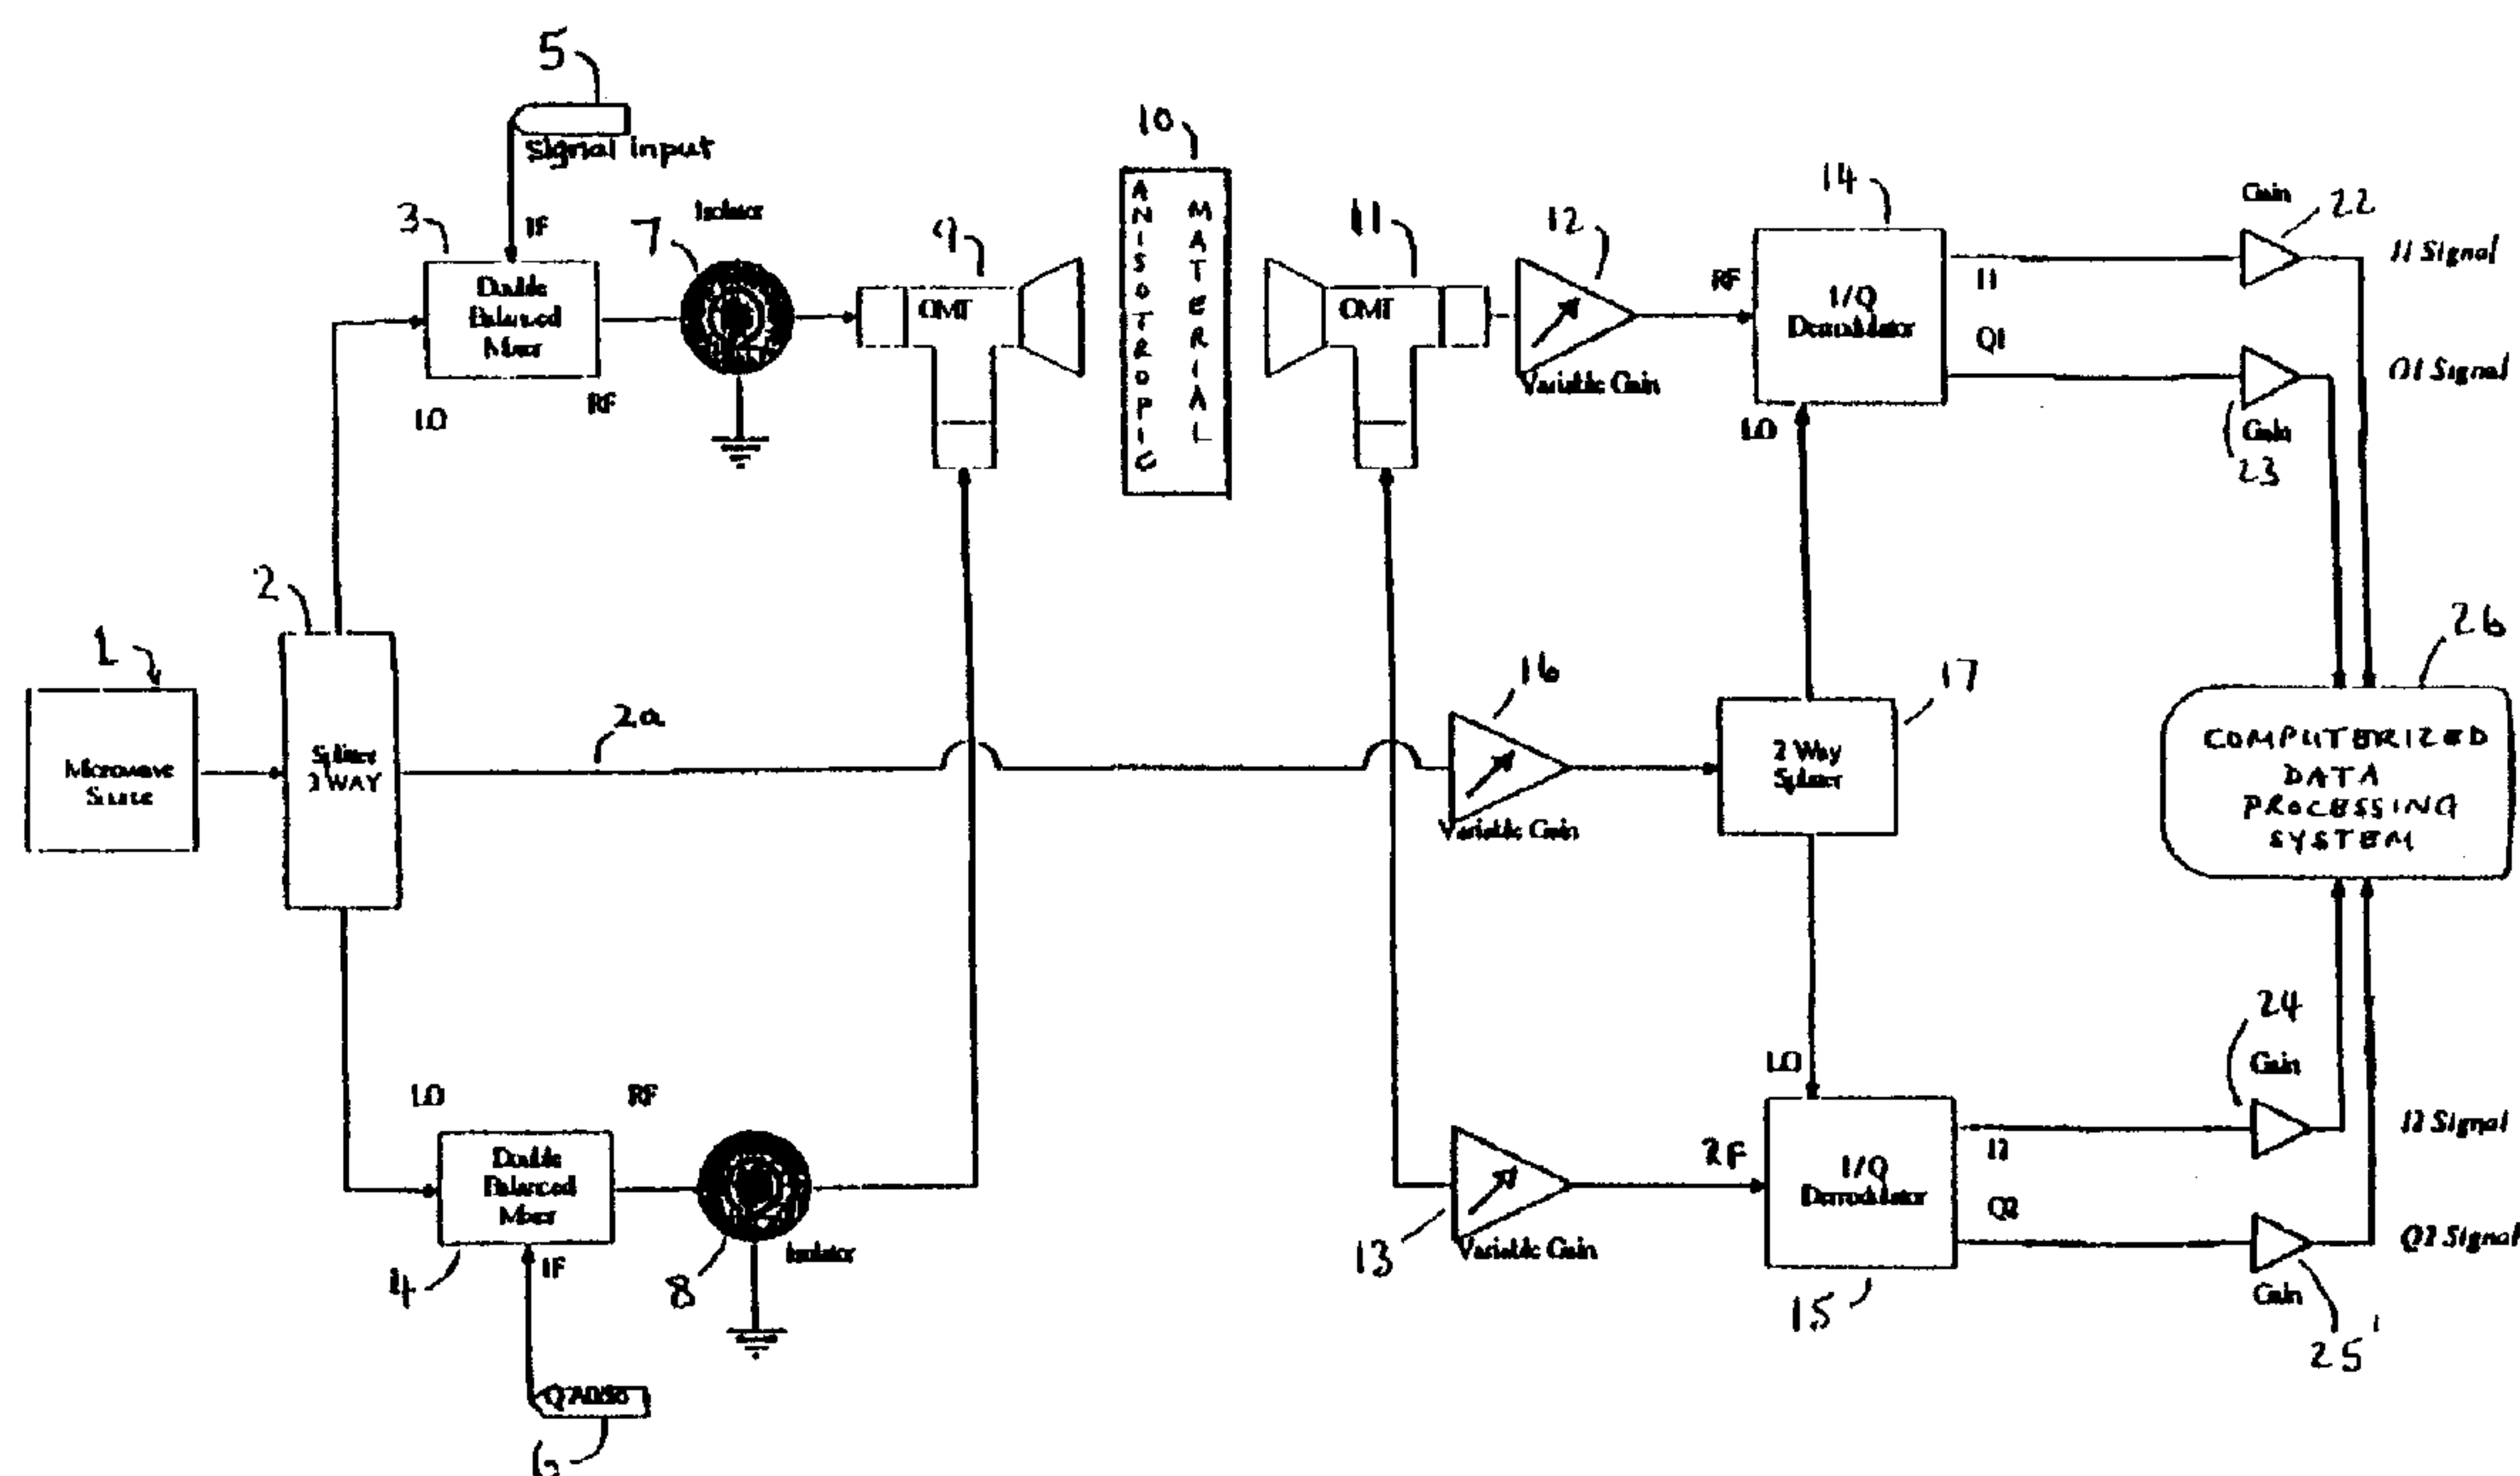 5
Signal input
10
3
IF
7
Isolator
9
11
12
14
Gain
22
I1 Signal
Double
Balanced
Mixer
OMT
ANISOTROPIC
MATERIAL
OMT
RF
I/Q
Demodulator
I1
Q1
Q1 Signal
LO
RF
Variable Gain
LO
Gain
23
2
1
2a
16
17
26
Microwave
Splitter
3 WAY
Variable Gain
2 Way
Splitter
COMPUTERIZED
DATA
PROCESSING
SYSTEM
LO
RF
LO
24
Gain
I2 Signal
Double
Balanced
Mixer
RF
I/Q
Demodulator
I2
Q2
Q2 Signal
4
IF
8
Isolator
13
Variable Gain
15
Gain
25
6